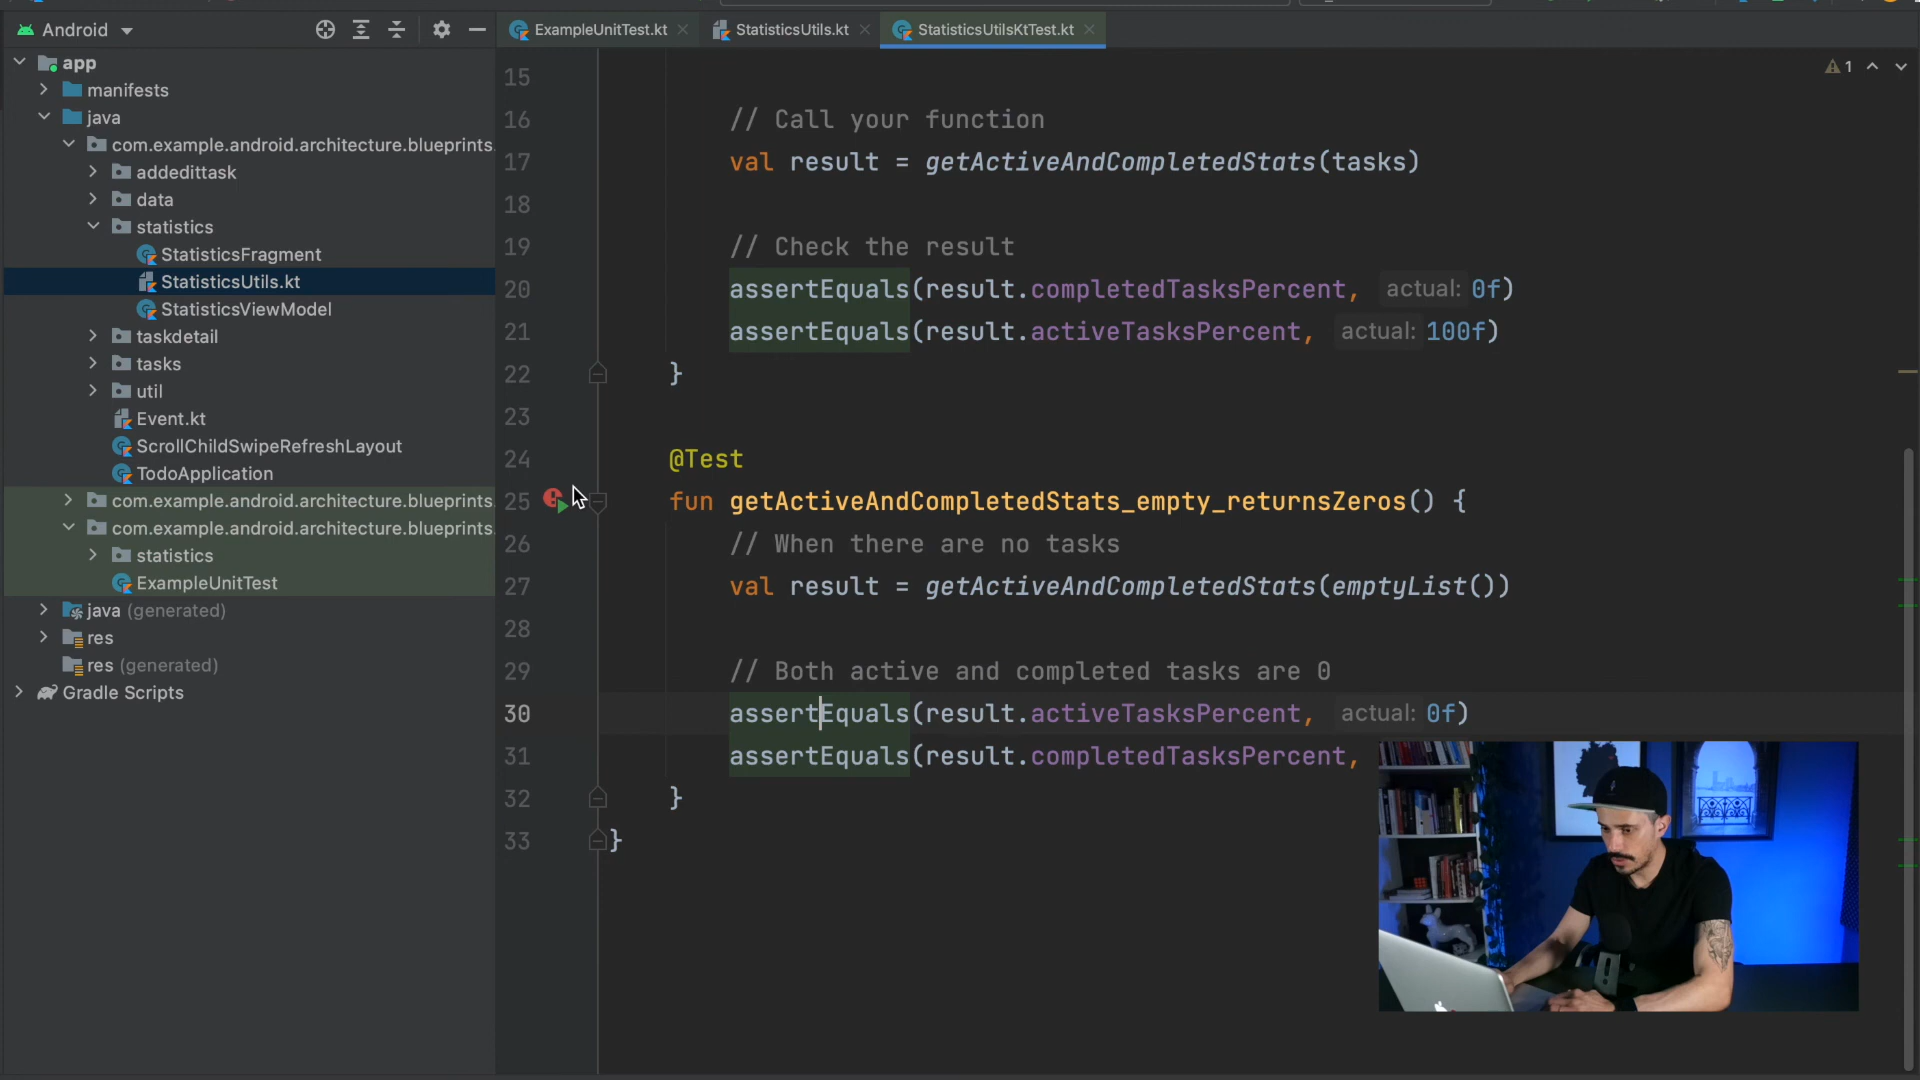 Android
ExampleUnitTest.kt
StatisticsUtils.kt
StatisticsUtilsKtTest.kt
app
manifests
java
com.example.android.architecture.blueprints.
addedittask
data
statistics
StatisticsFragment
StatisticsUtils.kt
StatisticsViewModel
taskdetail
tasks
util
Event.kt
ScrollChildSwipeRefreshLayout
TodoApplication
com.example.android.architecture.blueprints.
com.example.android.architecture.blueprints.
statistics
ExampleUnitTest
java (generated)
res
res (generated)
Gradle Scripts
1
15
16 // Call your function
17 val result = getActiveAndCompletedStats(tasks)
18
19 // Check the result
20 assertEquals(result.completedTasksPercent, actual: 0f)
21 assertEquals(result.activeTasksPercent, actual: 100f)
22 }
23
24 @Test
25 fun getActiveAndCompletedStats_empty_returnsZeros() {
26 // When there are no tasks
27 val result = getActiveAndCompletedStats(emptyList())
28
29 // Both active and completed tasks are 0
30 assertEquals(result.activeTasksPercent, actual: 0f)
31 assertEquals(result.completedTasksPercent,
32 }
33 }